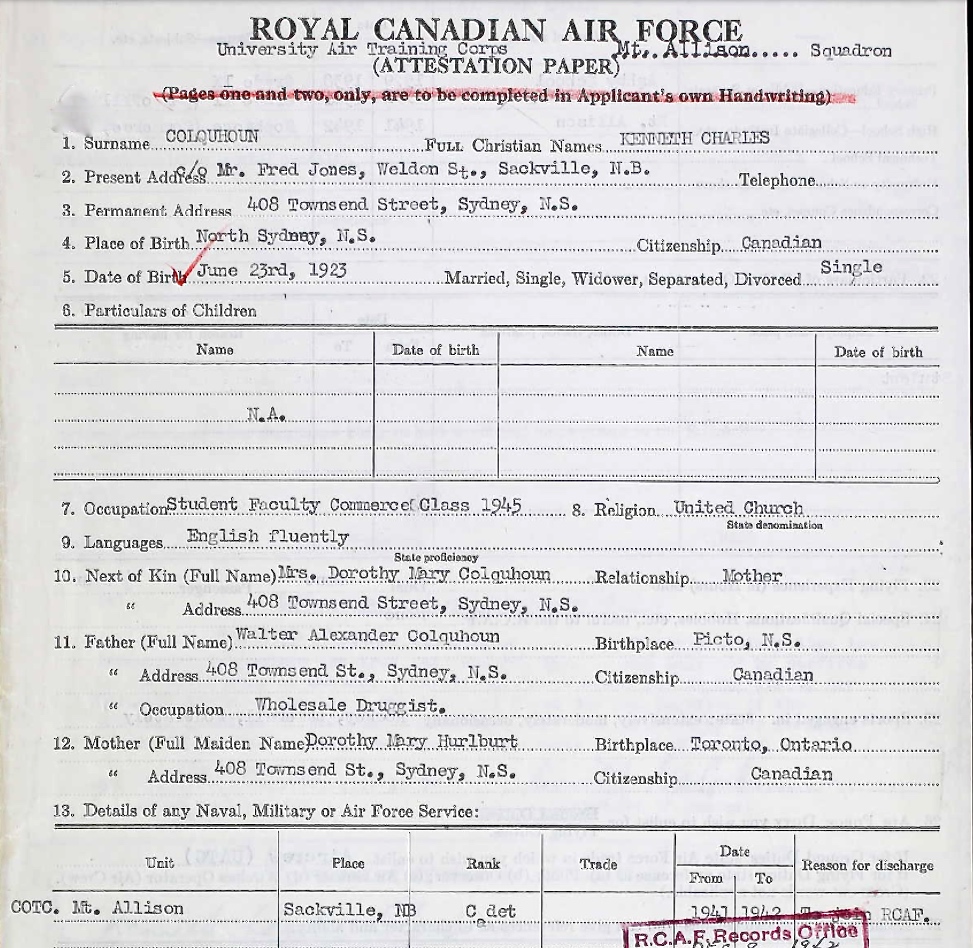 ROYAL CANADIAN AIR FORCE
University Air Training Corps Mt. Allison..... Squadron
(ATTESTATION PAPER)
(Pages one and two, only, are to be completed in Applicant's own Handwriting)
1. Surname COLQUHOUN FULL Christian Names KENNETH CHARLES
2. Present Address c/o Mr. Fred Jones, Weldon St., Sackville, N.B. Telephone
3. Permanent Address 408 Townsend Street, Sydney, N.S.
4. Place of Birth North Sydney, N.S. Citizenship Canadian
5. Date of Birth June 23rd, 1923 Married, Single, Widower, Separated, Divorced Single
6. Particulars of Children
Name Date of birth Name Date of birth
N.A.
7. Occupation Student Faculty Commerce Class 1945 8. Religion United Church
State denomination
9. Languages English fluently
State proficiency
10. Next of Kin (Full Name) Mrs. Dorothy Mary Colquhoun Relationship Mother
" Address 408 Townsend Street, Sydney, N.S.
11. Father (Full Name) Walter Alexander Colquhoun Birthplace Picto, N.S.
" Address 408 Townsend St., Sydney, N.S. Citizenship Canadian
" Occupation Wholesale Druggist.
12. Mother (Full Maiden Name) Dorothy Mary Hurlburt Birthplace Toronto, Ontario
" Address 408 Townsend St., Sydney, N.S. Citizenship Canadian
13. Details of any Naval, Military or Air Force Service:
Unit Place Rank Trade Date Reason for discharge
From To
COTC. Mt. Allison Sackville, NB Cadet 1941 1942 To join RCAF.
R.C.A.F. Records Office